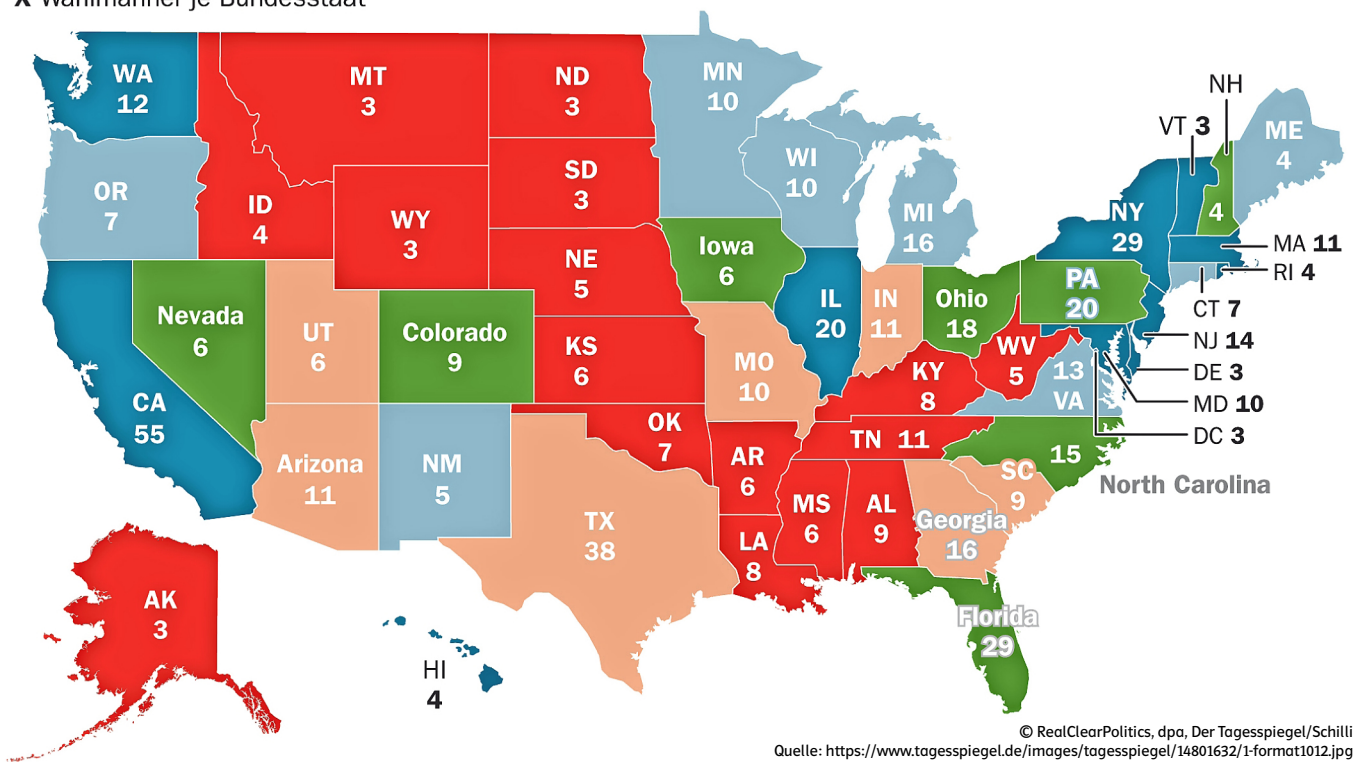 X Wahlmänner je Bundesstaat
WA
12
MT
3
ND
3
MN
10
NH
VT 3
ME
4
OR
7
ID
4
WY
3
SD
3
WI
10
MI
16
NY
29
4
MA 11
RI 4
CT 7
NJ 14
DE 3
MD 10
DC 3
Nevada
6
UT
6
Colorado
9
NE
5
Iowa
6
IL
20
IN
11
Ohio
18
PA
20
CA
55
KS
6
MO
10
KY
8
WV
5
13
VA
Arizona
11
NM
5
OK
7
AR
6
TN 11
15
North Carolina
TX
38
LA
8
MS
6
AL
9
Georgia
16
SC
9
Florida
29
AK
3
HI
4
© RealClearPolitics, dpa, Der Tagesspiegel/Schilli
Quelle: https://www.tagesspiegel.de/images/tagesspiegel/14801632/1-format1012.jpg